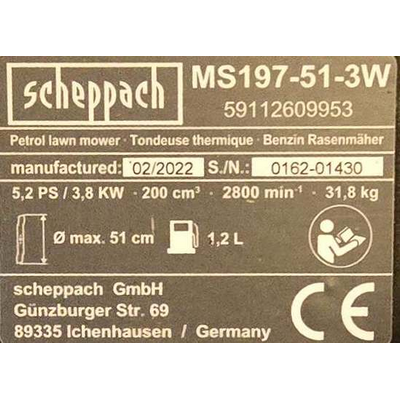 scheppach
MS197-51-3W
59112609953
Petrol lawn mower · Tondeuse thermique · Benzin Rasenmäher
manufactured: 02/2022 S./N.: 0162-01430
5,2 PS / 3,8 KW · 200 cm³ · 2800 min⁻¹ · 31,8 kg
Ø max. 51 cm 1,2 L
scheppach GmbH
Günzburger Str. 69
89335 Ichenhausen / Germany
CE